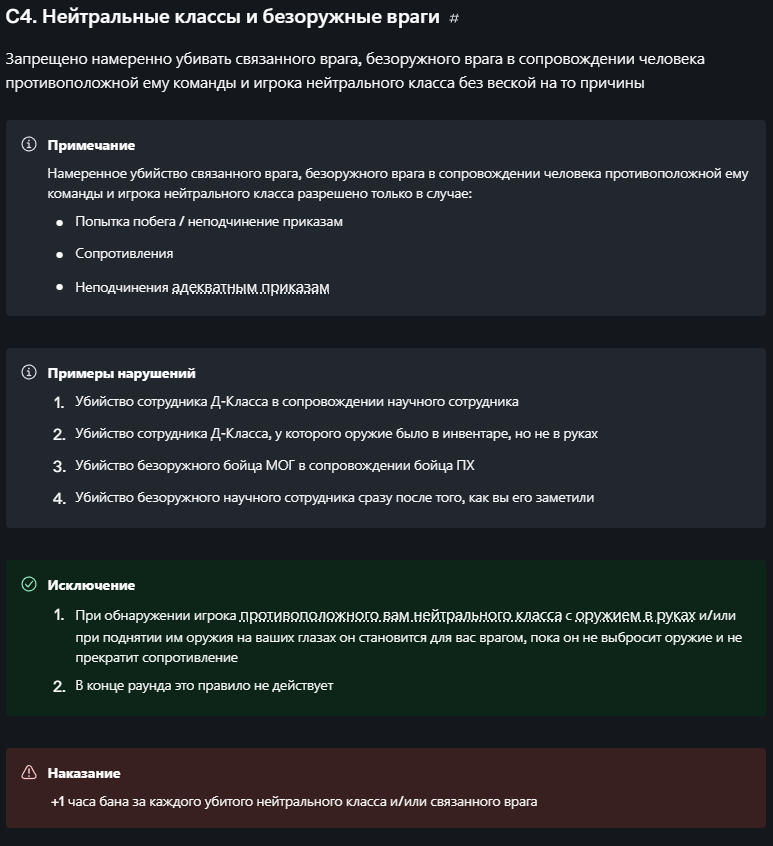 C4. Нейтральные классы и безоружные враги #
Запрещено намеренно убивать связанного врага, безоружного врага в сопровождении человека
противоположной ему команды и игрока нейтрального класса без веской на то причины
Примечание
Намеренное убийство связанного врага, безоружного врага в сопровождении человека противоположной ему
команды и игрока нейтрального класса разрешено только в случае:
• Попытка побега / неподчинение приказам
• Сопротивления
• Неподчинения адекватным приказам
Примеры нарушений
1. Убийство сотрудника Д-Класса в сопровождении научного сотрудника
2. Убийство сотрудника Д-Класса, у которого оружие было в инвентаре, но не в руках
3. Убийство безоружного бойца МОГ в сопровождении бойца ПХ
4. Убийство безоружного научного сотрудника сразу после того, как вы его заметили
Исключение
1. При обнаружении игрока противоположного вам нейтрального класса с оружием в руках и/или
при поднятии им оружия на ваших глазах он становится для вас врагом, пока он не выбросит оружие и не
прекратит сопротивление
2. В конце раунда это правило не действует
Наказание
+1 часа бана за каждого убитого нейтрального класса и/или связанного врага